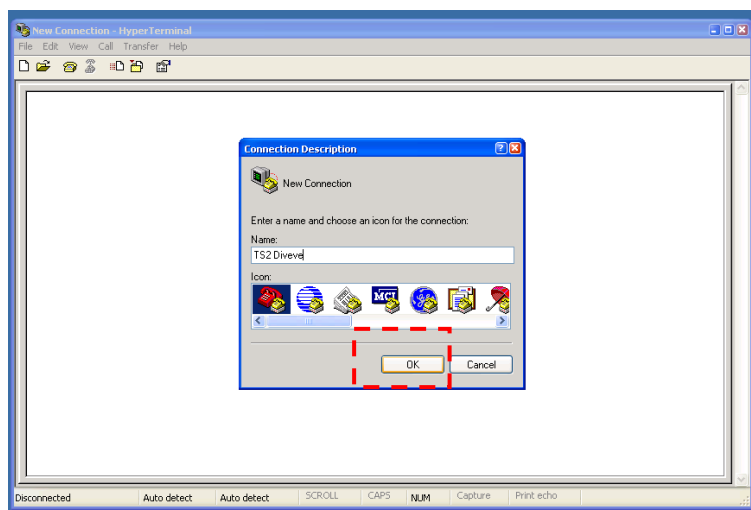 New Connection - HyperTerminal
File Edit View Call Transfer Help
Connection Description
New Connection
Enter a name and choose an icon for the connection:
Name:
TS2 Diveve
Icon:
MCI
OK Cancel
Disconnected Auto detect Auto detect SCROLL CAPS NUM Capture Print echo